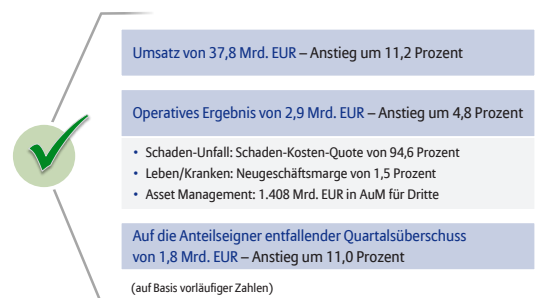 Umsatz von 37,8 Mrd. EUR – Anstieg um 11,2 Prozent
Operatives Ergebnis von 2,9 Mrd. EUR – Anstieg um 4,8 Prozent
• Schaden-Unfall: Schaden-Kosten-Quote von 94,6 Prozent
• Leben/Kranken: Neugeschäftsmarge von 1,5 Prozent
• Asset Management: 1.408 Mrd. EUR in AuM für Dritte
Auf die Anteilseigner entfallender Quartalsüberschuss
von 1,8 Mrd. EUR – Anstieg um 11,0 Prozent
(auf Basis vorläufiger Zahlen)